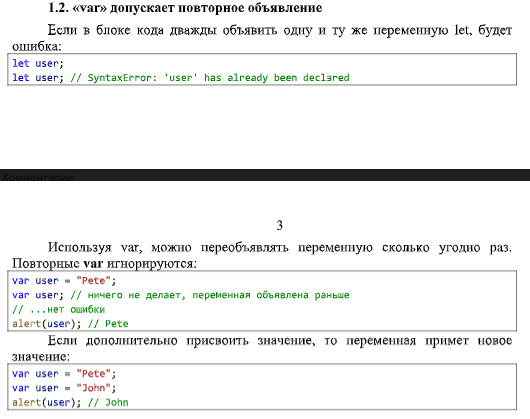 1.2. «var» допускает повторное объявление
Если в блоке кода дважды объявить одну и ту же переменную let, будет
ошибка:
let user;
let user; // SyntaxError: 'user' has already been declared
Комментарии
3
Используя var, можно переобъявлять переменную сколько угодно раз.
Повторные var игнорируются:
var user = "Pete";
var user; // ничего не делает, переменная объявлена раньше
// ...нет ошибки
alert(user); // Pete
Если дополнительно присвоить значение, то переменная примет новое
значение:
var user = "Pete";
var user = "John";
alert(user); // John